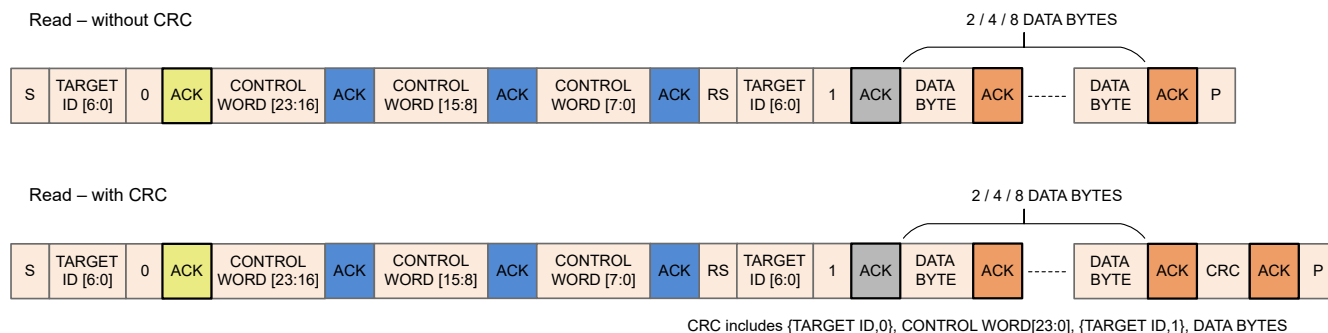 Read – without CRC
2 / 4 / 8 DATA BYTES
S
TARGET
ID [6:0]
0
ACK
CONTROL
WORD [23:16]
ACK
CONTROL
WORD [15:8]
ACK
CONTROL
WORD [7:0]
ACK
RS
TARGET
ID [6:0]
1
ACK
DATA
BYTE
ACK
DATA
BYTE
ACK
P
Read – with CRC
2 / 4 / 8 DATA BYTES
S
TARGET
ID [6:0]
0
ACK
CONTROL
WORD [23:16]
ACK
CONTROL
WORD [15:8]
ACK
CONTROL
WORD [7:0]
ACK
RS
TARGET
ID [6:0]
1
ACK
DATA
BYTE
ACK
DATA
BYTE
ACK
CRC
ACK
P
CRC includes {TARGET ID,0}, CONTROL WORD[23:0], {TARGET ID,1}, DATA BYTES